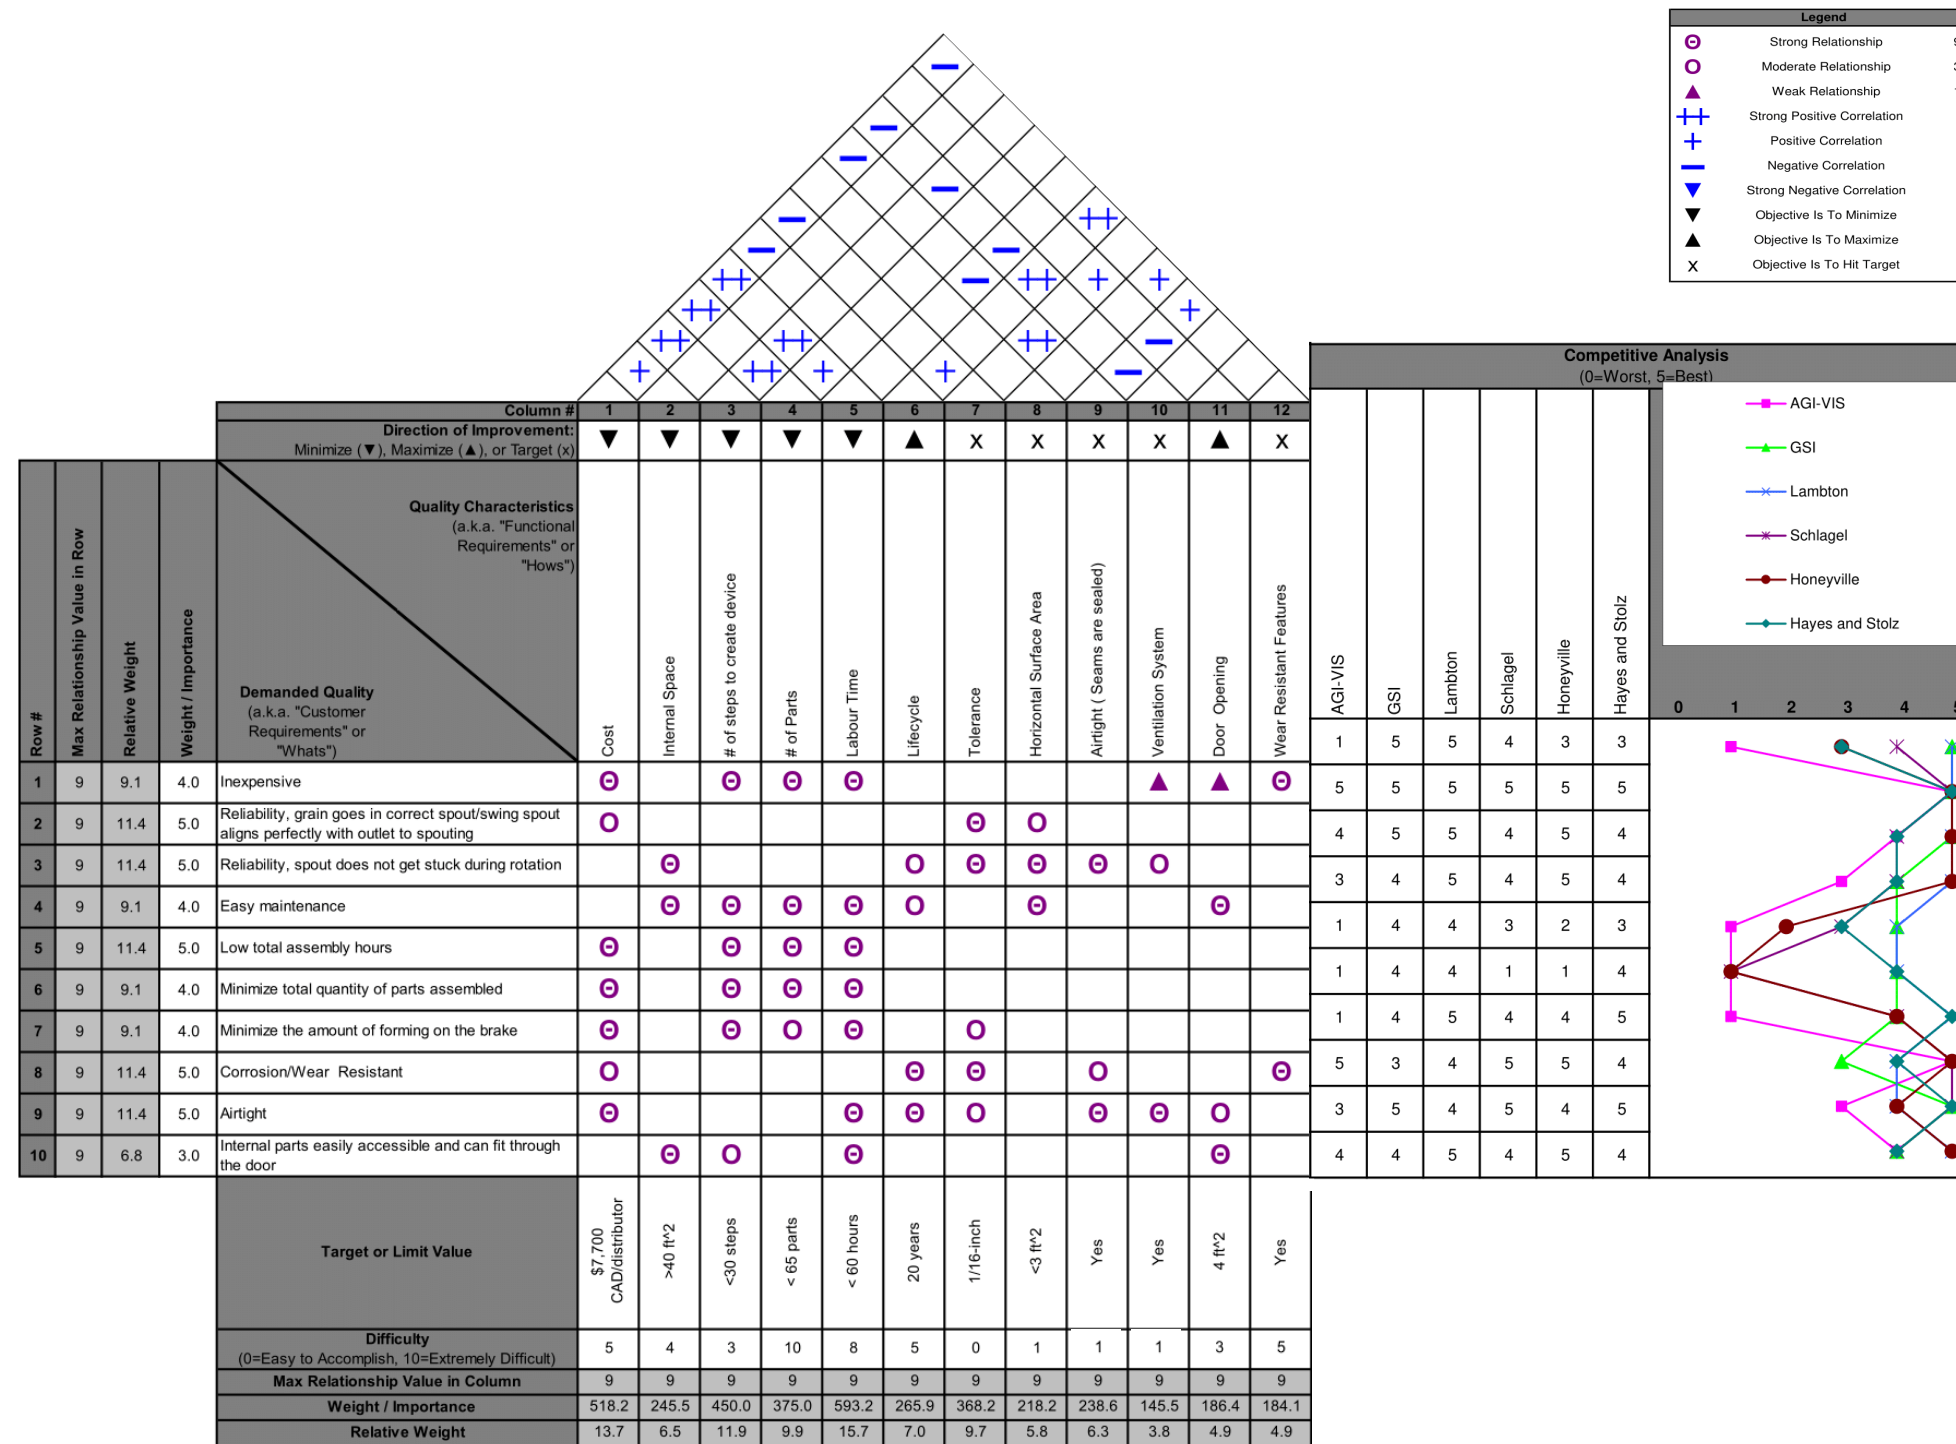 Legend
Strong Relationship 9
Moderate Relationship 3
Weak Relationship
Strong Positive Correlation
Positive Correlation
Negative Correlation
Strong Negative Correlation
Objective Is To Minimize
Objective Is To Maximize
x Objective Is To Hit Target
Competitive Analysis
(0=Worst, 5=Best)
AGI-VIS
GSI
Lambton
Schlagel
Honeyville
Hayes and Stolz
Column # 1 2 3 4 5 6 7 8 9 10 11 12
Direction of Improvement:
Minimize (▼), Maximize (▲), or Target (x) ▼ ▼ ▼ ▼ ▼ ▲ x x x x ▲ x
Quality Characteristics
(a.k.a. "Functional
Requirements" or
"Hows")
Demanded Quality
(a.k.a. "Customer
Requirements" or
"Whats")
Row #
Max Relationship Value in Row
Relative Weight
Weight / Importance
Cost
Internal Space
# of steps to create device
# of Parts
Labour Time
Lifecycle
Tolerance
Horizontal Surface Area
Airtight ( Seams are sealed)
Ventilation System
Door Opening
Wear Resistant Features
AGI-VIS
GSI
Lambton
Schlagel
Honeyville
Hayes and Stolz
0 1 2 3 4 5
1 5 5 4 3 3
1 9 9.1 4.0 Inexpensive
5 5 5 5 5 5
2 9 11.4 5.0 Reliability, grain goes in correct spout/swing spout
aligns perfectly with outlet to spouting
4 5 5 4 5 4
3 9 11.4 5.0 Reliability, spout does not get stuck during rotation
3 4 5 4 5 4
4 9 9.1 4.0 Easy maintenance
1 4 4 3 2 3
5 9 11.4 5.0 Low total assembly hours
1 4 4 1 1 4
6 9 9.1 4.0 Minimize total quantity of parts assembled
1 4 5 4 4 5
7 9 9.1 4.0 Minimize the amount of forming on the brake
5 3 4 5 5 4
8 9 11.4 5.0 Corrosion/Wear Resistant
3 5 4 5 4 5
9 9 11.4 5.0 Airtight
4 4 5 4 5 4
10 9 6.8 3.0 Internal parts easily accessible and can fit through
the door
Target or Limit Value
$7,700
CAD/distributor
>40 ft^2
<30 steps
< 65 parts
< 60 hours
20 years
1/16-inch
<3 ft^2
Yes
Yes
4 ft^2
Yes
Difficulty
(0=Easy to Accomplish, 10=Extremely Difficult) 5 4 3 10 8 5 0 1 1 1 3 5
Max Relationship Value in Column 9 9 9 9 9 9 9 9 9 9 9 9
Weight / Importance 518.2 245.5 450.0 375.0 593.2 265.9 368.2 218.2 238.6 145.5 186.4 184.1
Relative Weight 13.7 6.5 11.9 9.9 15.7 7.0 9.7 5.8 6.3 3.8 4.9 4.9